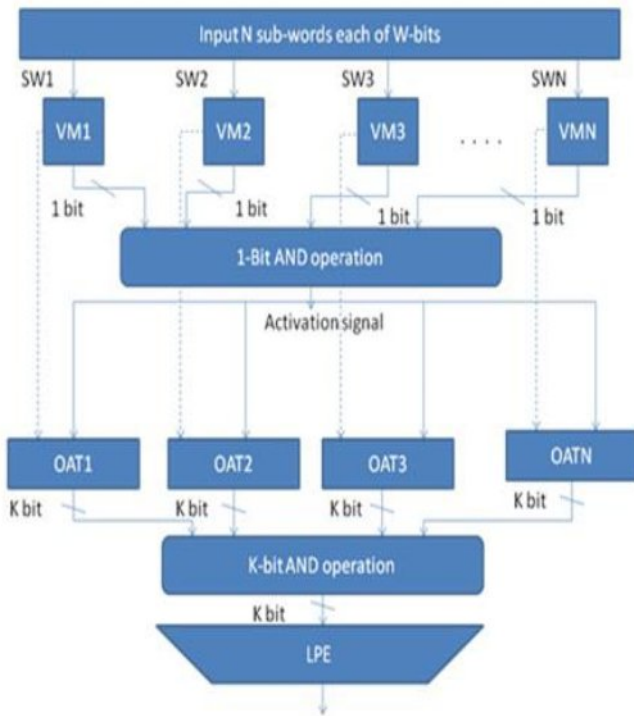 Input N sub-words each of W-bits
SW1 SW2 SW3 SWN
VM1 VM2 VM3 . . . . VMN
1 bit 1 bit 1 bit 1 bit
1-Bit AND operation
Activation signal
OAT1 OAT2 OAT3 OATN
K bit K bit K bit K bit
K-bit AND operation
K bit
LPE